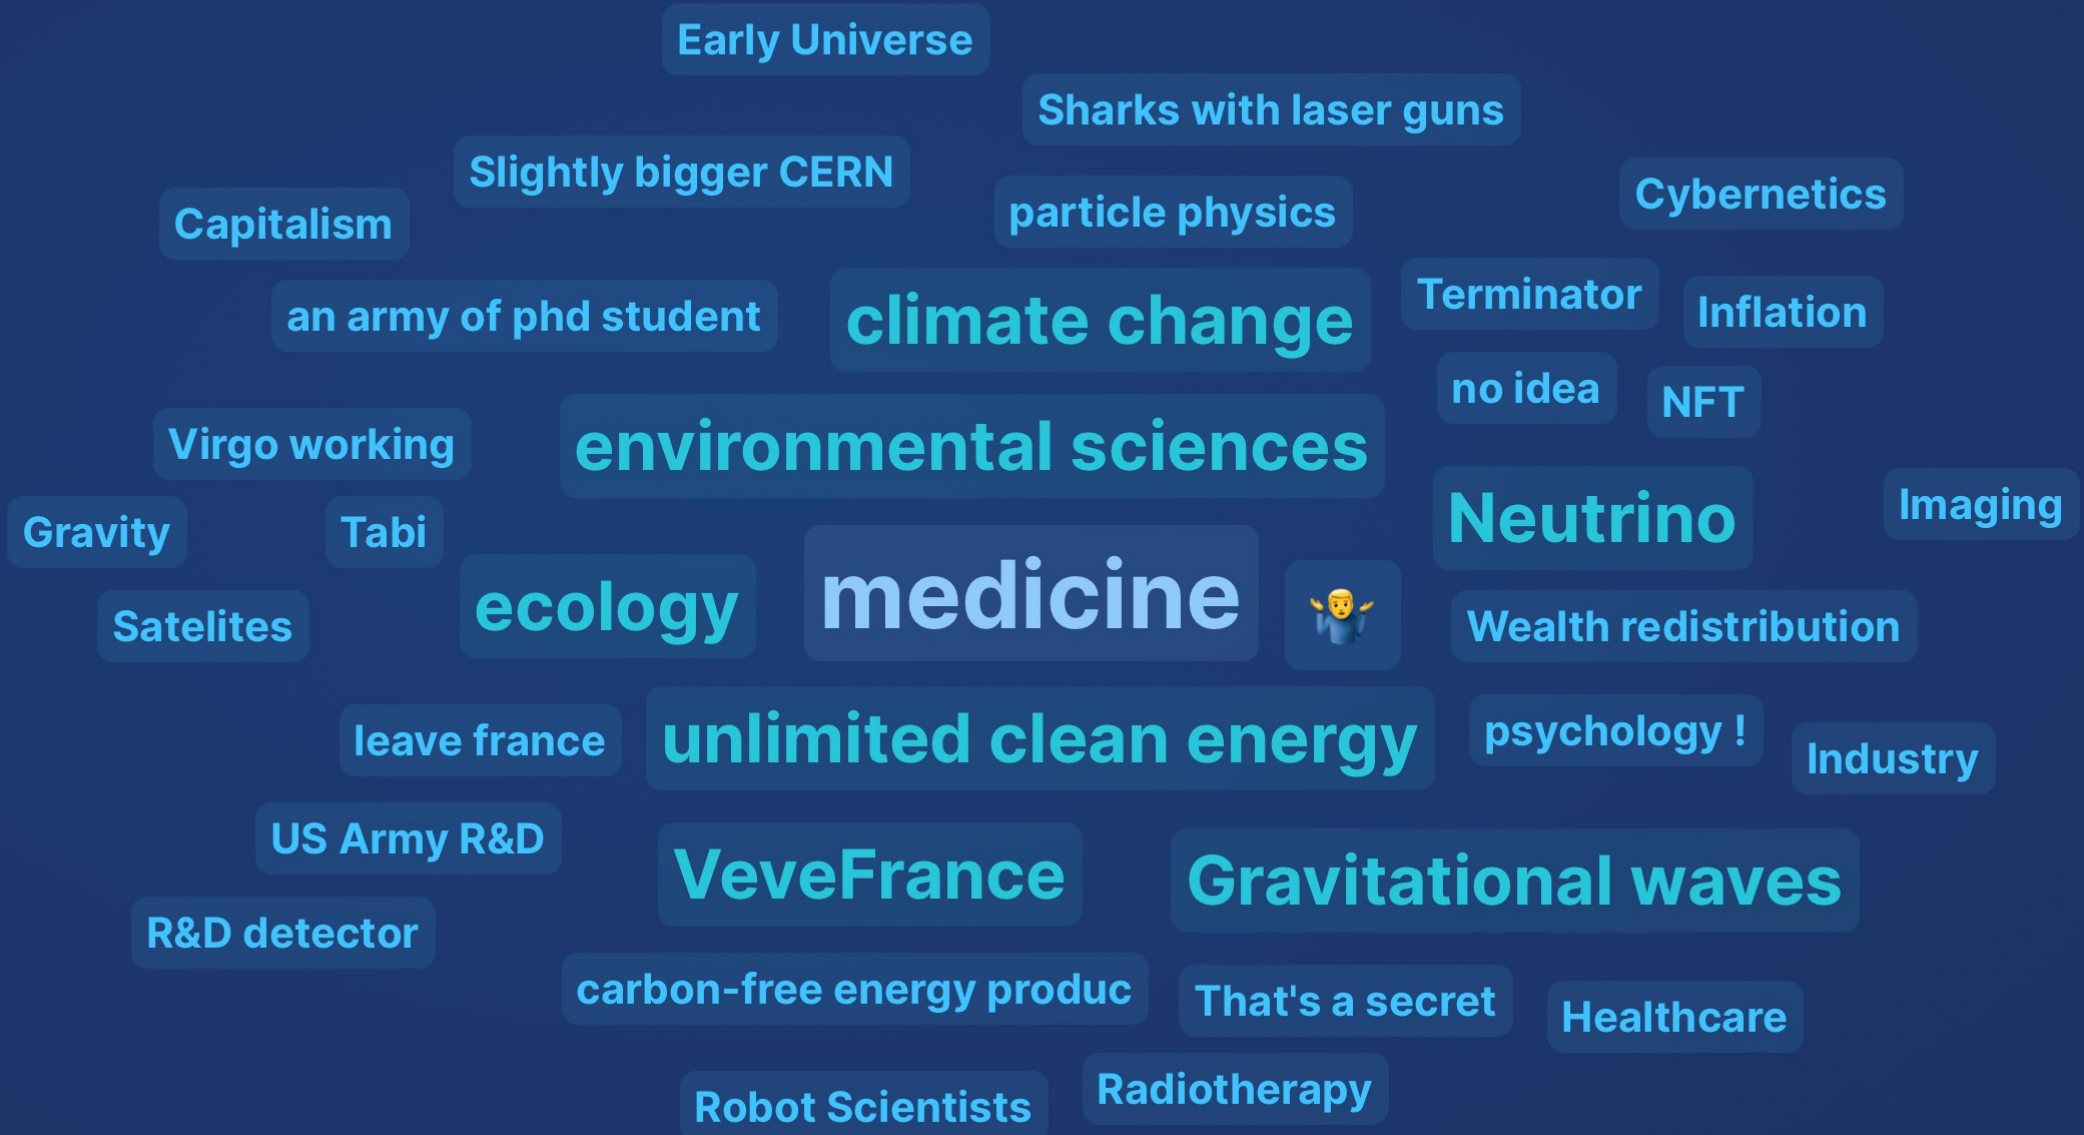 Early Universe
Sharks with laser guns
Slightly bigger CERN
Cybernetics
Capitalism
particle physics
an army of phd student
climate change
Terminator
Inflation
no idea
NFT
Virgo working
environmental sciences
Neutrino
Imaging
Gravity
Tabi
ecology
medicine
🤷‍♂️
Satelites
Wealth redistribution
leave france
unlimited clean energy
psychology !
Industry
US Army R&D
VeveFrance
Gravitational waves
R&D detector
carbon-free energy produc
That's a secret
Healthcare
Robot Scientists
Radiotherapy